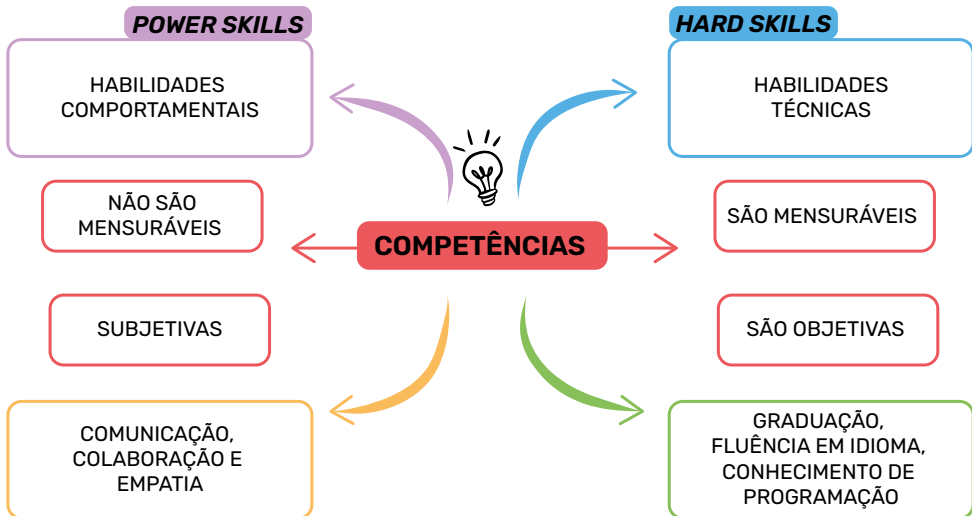 POWER SKILLS
HABILIDADES
COMPORTAMENTAIS
NÃO SÃO
MENSURÁVEIS
SUBJETIVAS
COMUNICAÇÃO,
COLABORAÇÃO E
EMPATIA
COMPETÊNCIAS
HARD SKILLS
HABILIDADES
TÉCNICAS
SÃO MENSURÁVEIS
SÃO OBJETIVAS
GRADUAÇÃO,
FLUÊNCIA EM IDIOMA,
CONHECIMENTO DE
PROGRAMAÇÃO